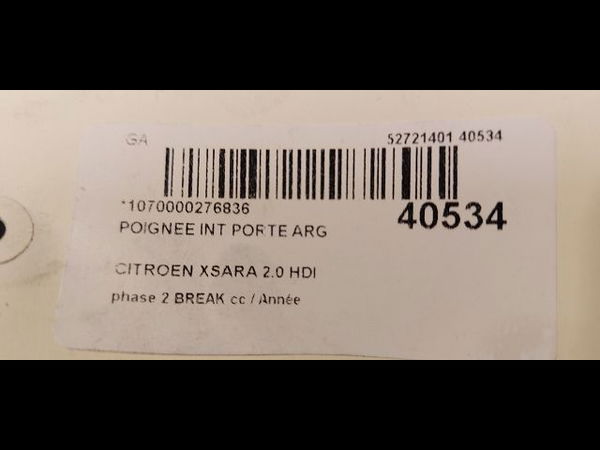 GA 52721401 40534
*1070000276836 40534
POIGNEE INT PORTE ARG
CITROEN XSARA 2.0 HDI
phase 2 BREAK cc / Année